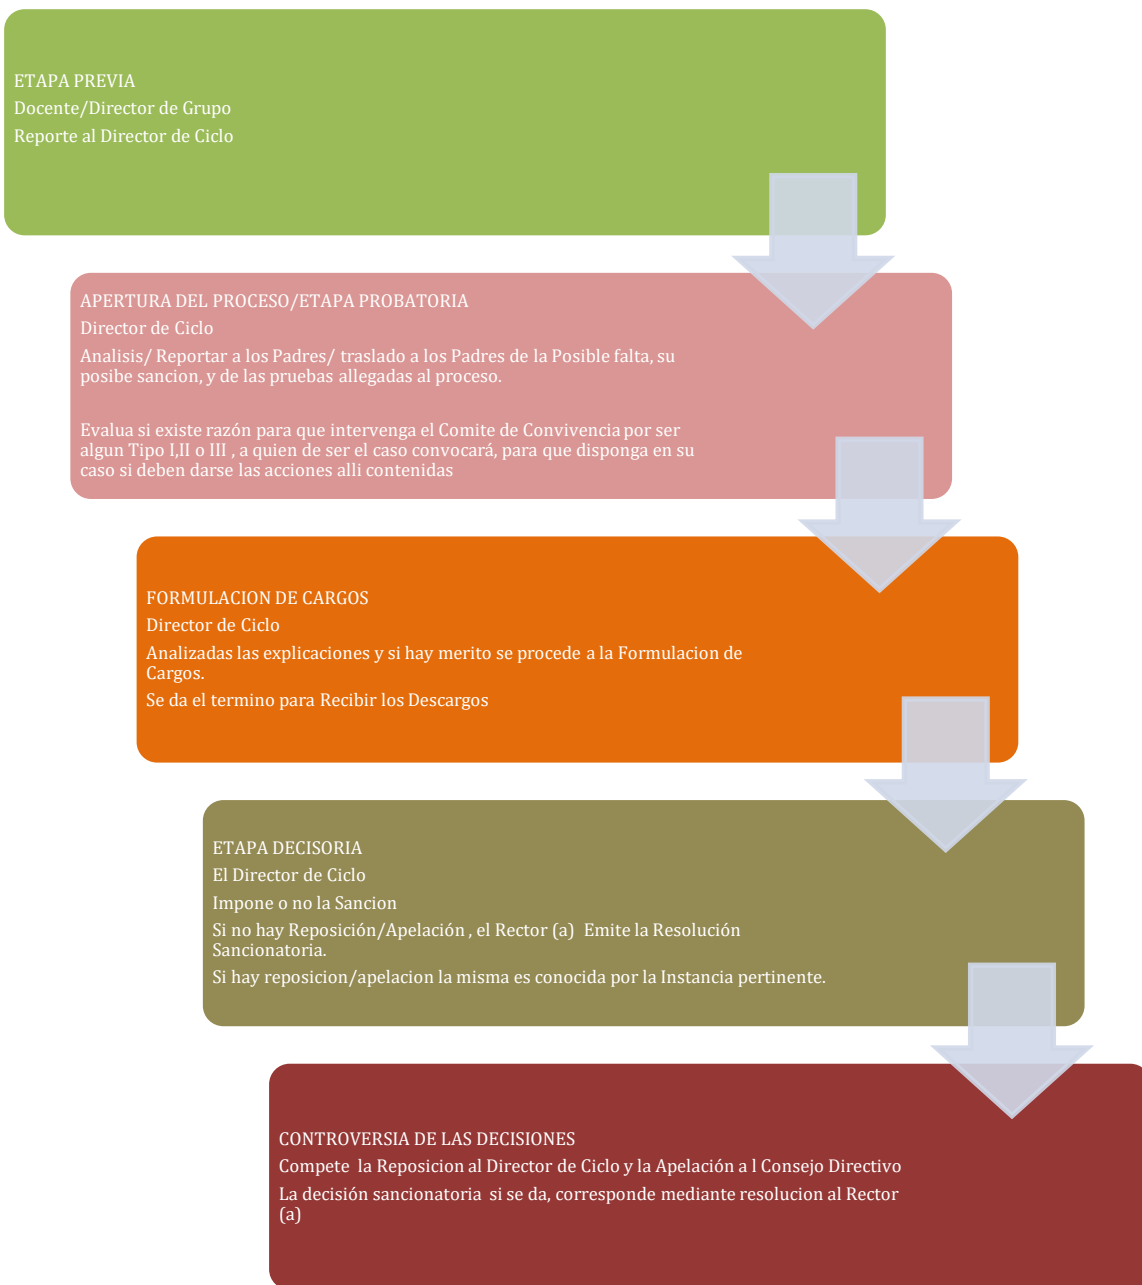 ETAPA PREVIA
Docente/Director de Grupo
Reporte al Director de Ciclo
APERTURA DEL PROCESO/ETAPA PROBATORIA
Director de Ciclo
Analisis/ Reportar a los Padres/ traslado a los Padres de la Posible falta, su
posibe sancion, y de las pruebas allegadas al proceso.
Evalua si existe razón para que intervenga el Comite de Convivencia por ser
algun Tipo I,II o III , a quien de ser el caso convocará, para que disponga en su
caso si deben darse las acciones alli contenidas
FORMULACION DE CARGOS
Director de Ciclo
Analizadas las explicaciones y si hay merito se procede a la Formulacion de
Cargos.
Se da el termino para Recibir los Descargos
ETAPA DECISORIA
El Director de Ciclo
Impone o no la Sancion
Si no hay Reposición/Apelación , el Rector (a) Emite la Resolución
Sancionatoria.
Si hay reposicion/apelacion la misma es conocida por la Instancia pertinente.
CONTROVERSIA DE LAS DECISIONES
Compete la Reposicion al Director de Ciclo y la Apelación a l Consejo Directivo
La decisión sancionatoria si se da, corresponde mediante resolucion al Rector
(a)